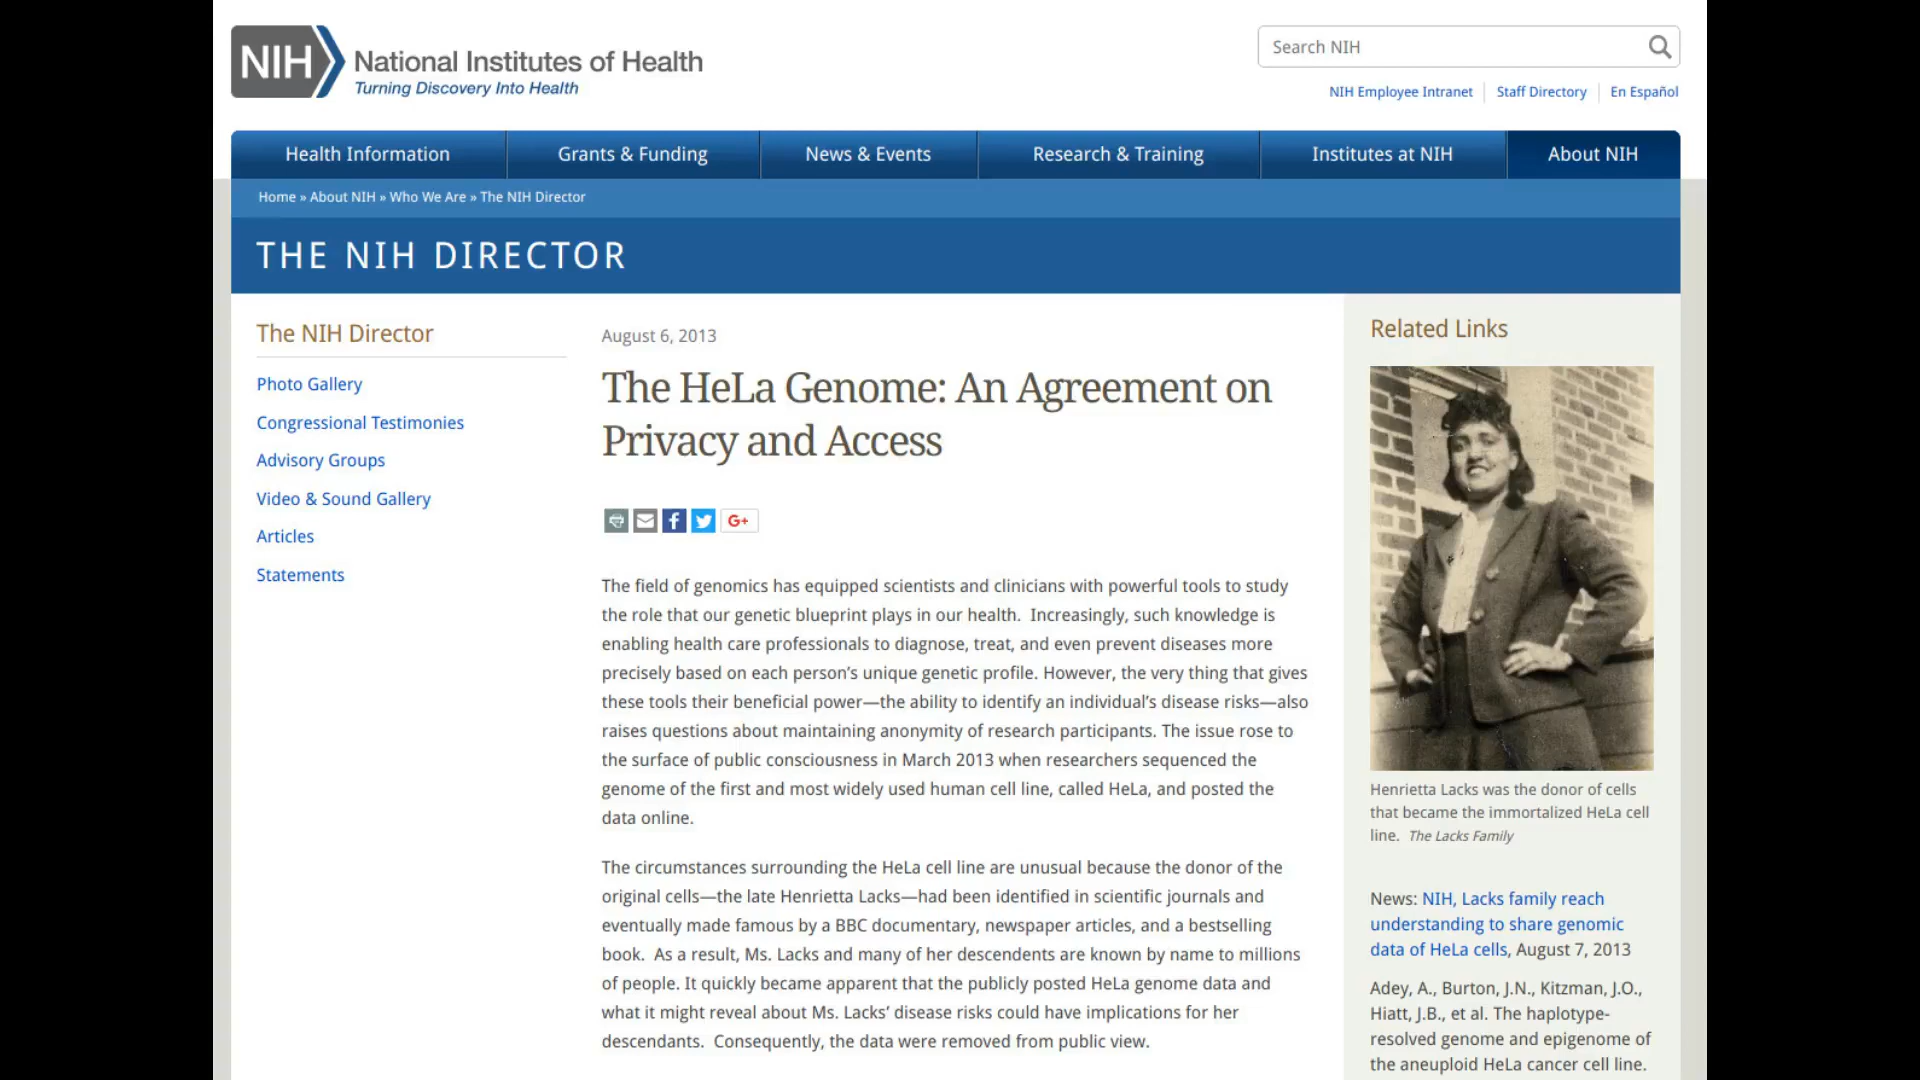 NIH National Institutes of Health
Turning Discovery Into Health
Search NIH
NIH Employee Intranet
Staff Directory
En Español
Health Information
Grants & Funding
News & Events
Research & Training
Institutes at NIH
About NIH
Home » About NIH » Who We Are » The NIH Director
THE NIH DIRECTOR
The NIH Director
Photo Gallery
Congressional Testimonies
Advisory Groups
Video & Sound Gallery
Articles
Statements
August 6, 2013
The HeLa Genome: An Agreement on
Privacy and Access
G+
The field of genomics has equipped scientists and clinicians with powerful tools to study
the role that our genetic blueprint plays in our health.  Increasingly, such knowledge is
enabling health care professionals to diagnose, treat, and even prevent diseases more
precisely based on each person’s unique genetic profile. However, the very thing that gives
these tools their beneficial power—the ability to identify an individual’s disease risks—also
raises questions about maintaining anonymity of research participants. The issue rose to
the surface of public consciousness in March 2013 when researchers sequenced the
genome of the first and most widely used human cell line, called HeLa, and posted the
data online.
The circumstances surrounding the HeLa cell line are unusual because the donor of the
original cells—the late Henrietta Lacks—had been identified in scientific journals and
eventually made famous by a BBC documentary, newspaper articles, and a bestselling
book.  As a result, Ms. Lacks and many of her descendents are known by name to millions
of people. It quickly became apparent that the publicly posted HeLa genome data and
what it might reveal about Ms. Lacks’ disease risks could have implications for her
descendants.  Consequently, the data were removed from public view.
Related Links
Henrietta Lacks was the donor of cells
that became the immortalized HeLa cell
line.  The Lacks Family
News: NIH, Lacks family reach
understanding to share genomic
data of HeLa cells, August 7, 2013
Adey, A., Burton, J.N., Kitzman, J.O.,
Hiatt, J.B., et al. The haplotype-
resolved genome and epigenome of
the aneuploid HeLa cancer cell line.